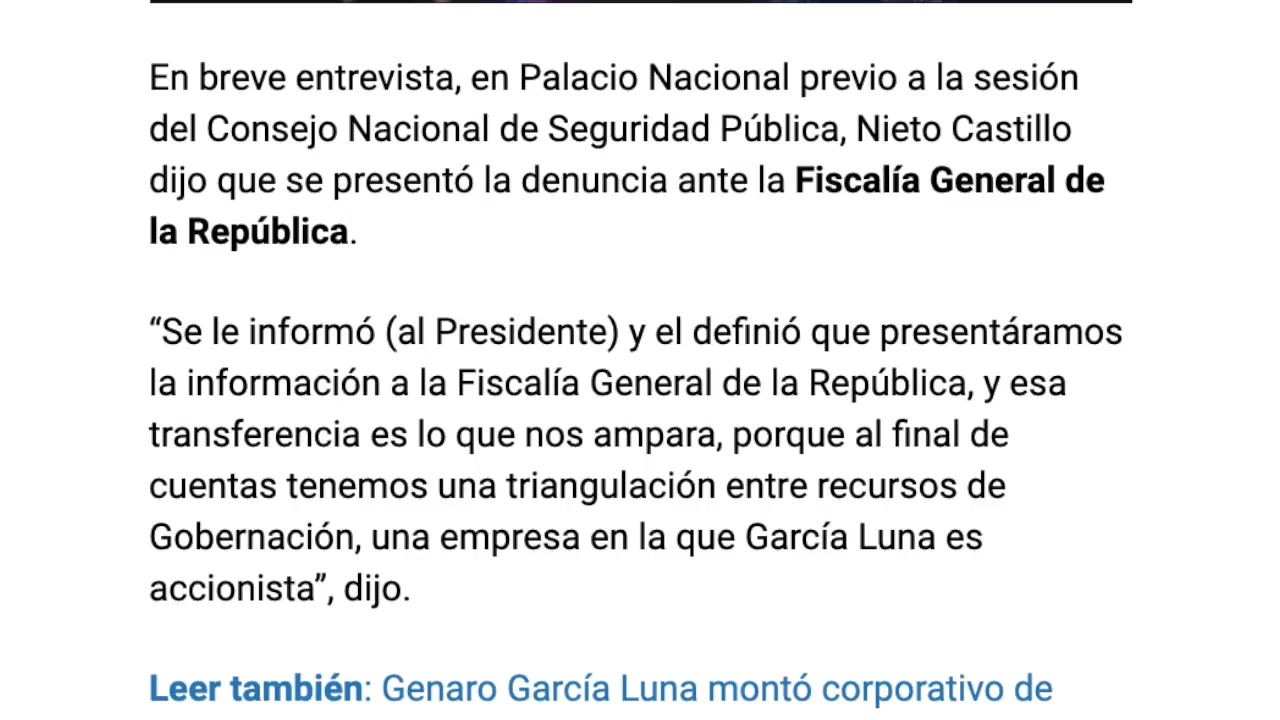 En breve entrevista, en Palacio Nacional previo a la sesión
del Consejo Nacional de Seguridad Pública, Nieto Castillo
dijo que se presentó la denuncia ante la Fiscalía General de
la República.
“Se le informó (al Presidente) y el definió que presentáramos
la información a la Fiscalía General de la República, y esa
transferencia es lo que nos ampara, porque al final de
cuentas tenemos una triangulación entre recursos de
Gobernación, una empresa en la que García Luna es
accionista”, dijo.
Leer también: Genaro García Luna montó corporativo de